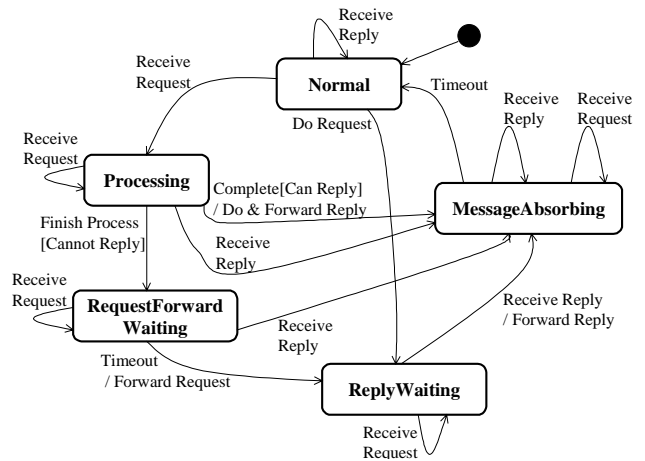 Receive
Reply
Receive
Request
Normal
Timeout
Do Request
Receive
Reply
Receive
Request
Receive
Request
Processing
Complete[Can Reply]
/ Do & Forward Reply
MessageAbsorbing
Finish Process
[Cannot Reply]
Receive
Reply
Receive
Request
RequestForward
Waiting
Receive
Reply
Receive Reply
/ Forward Reply
Timeout
/ Forward Request
ReplyWaiting
Receive
Request